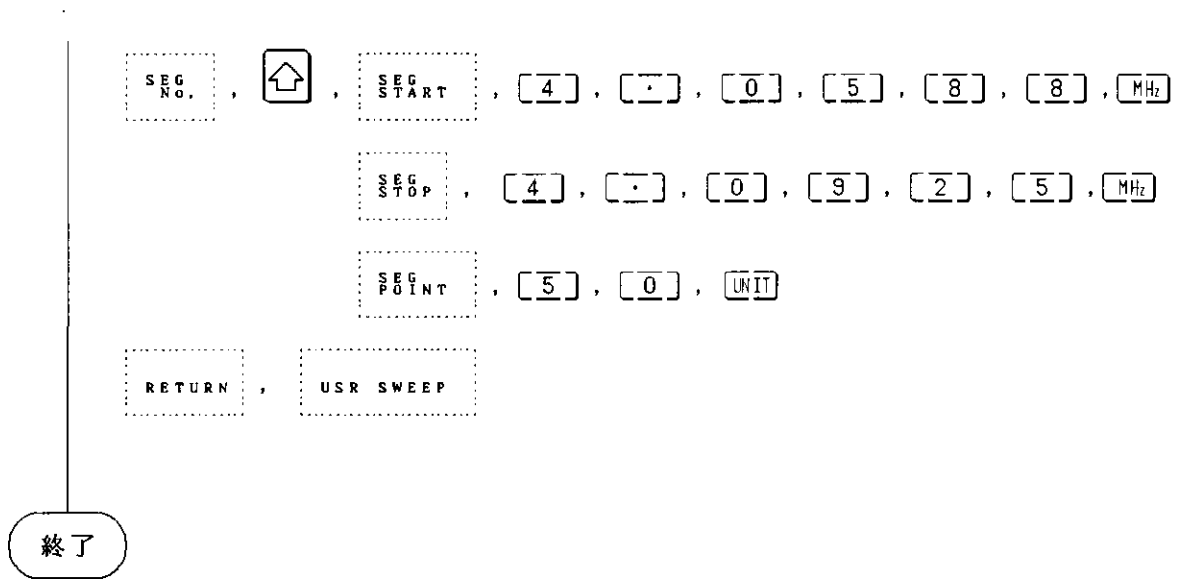 SEG NO. , ⇧ , SEG START , 4 , . , 0 , 5 , 8 , 8 , MHz
SEG STOP , 4 , . , 0 , 9 , 2 , 5 , MHz
SEG POINT , 5 , 0 , UNIT
RETURN , USR SWEEP
終了